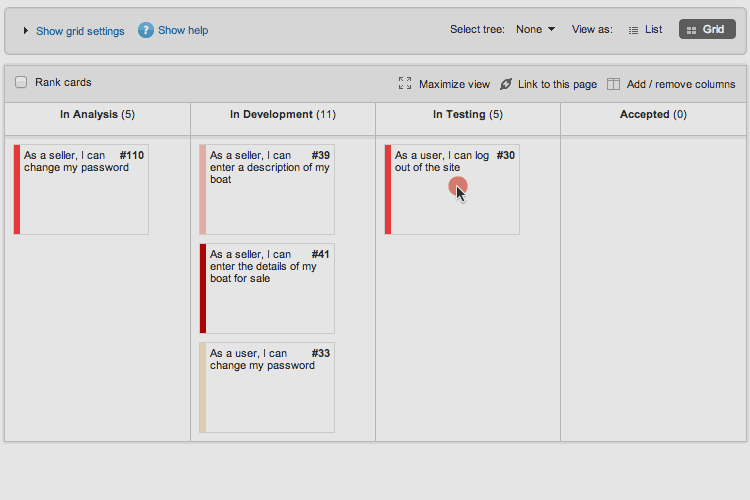 Show grid settings ? Show help Select tree: None View as: List Grid
Rank cards Maximize view Link to this page Add / remove columns
In Analysis (5) In Development (11) In Testing (5) Accepted (0)
As a seller, I can #110
change my password
As a seller, I can #39
enter a description of my
boat
As a seller, I can #41
enter the details of my
boat for sale
As a user, I can #33
change my password
As a user, I can log #30
out of the site